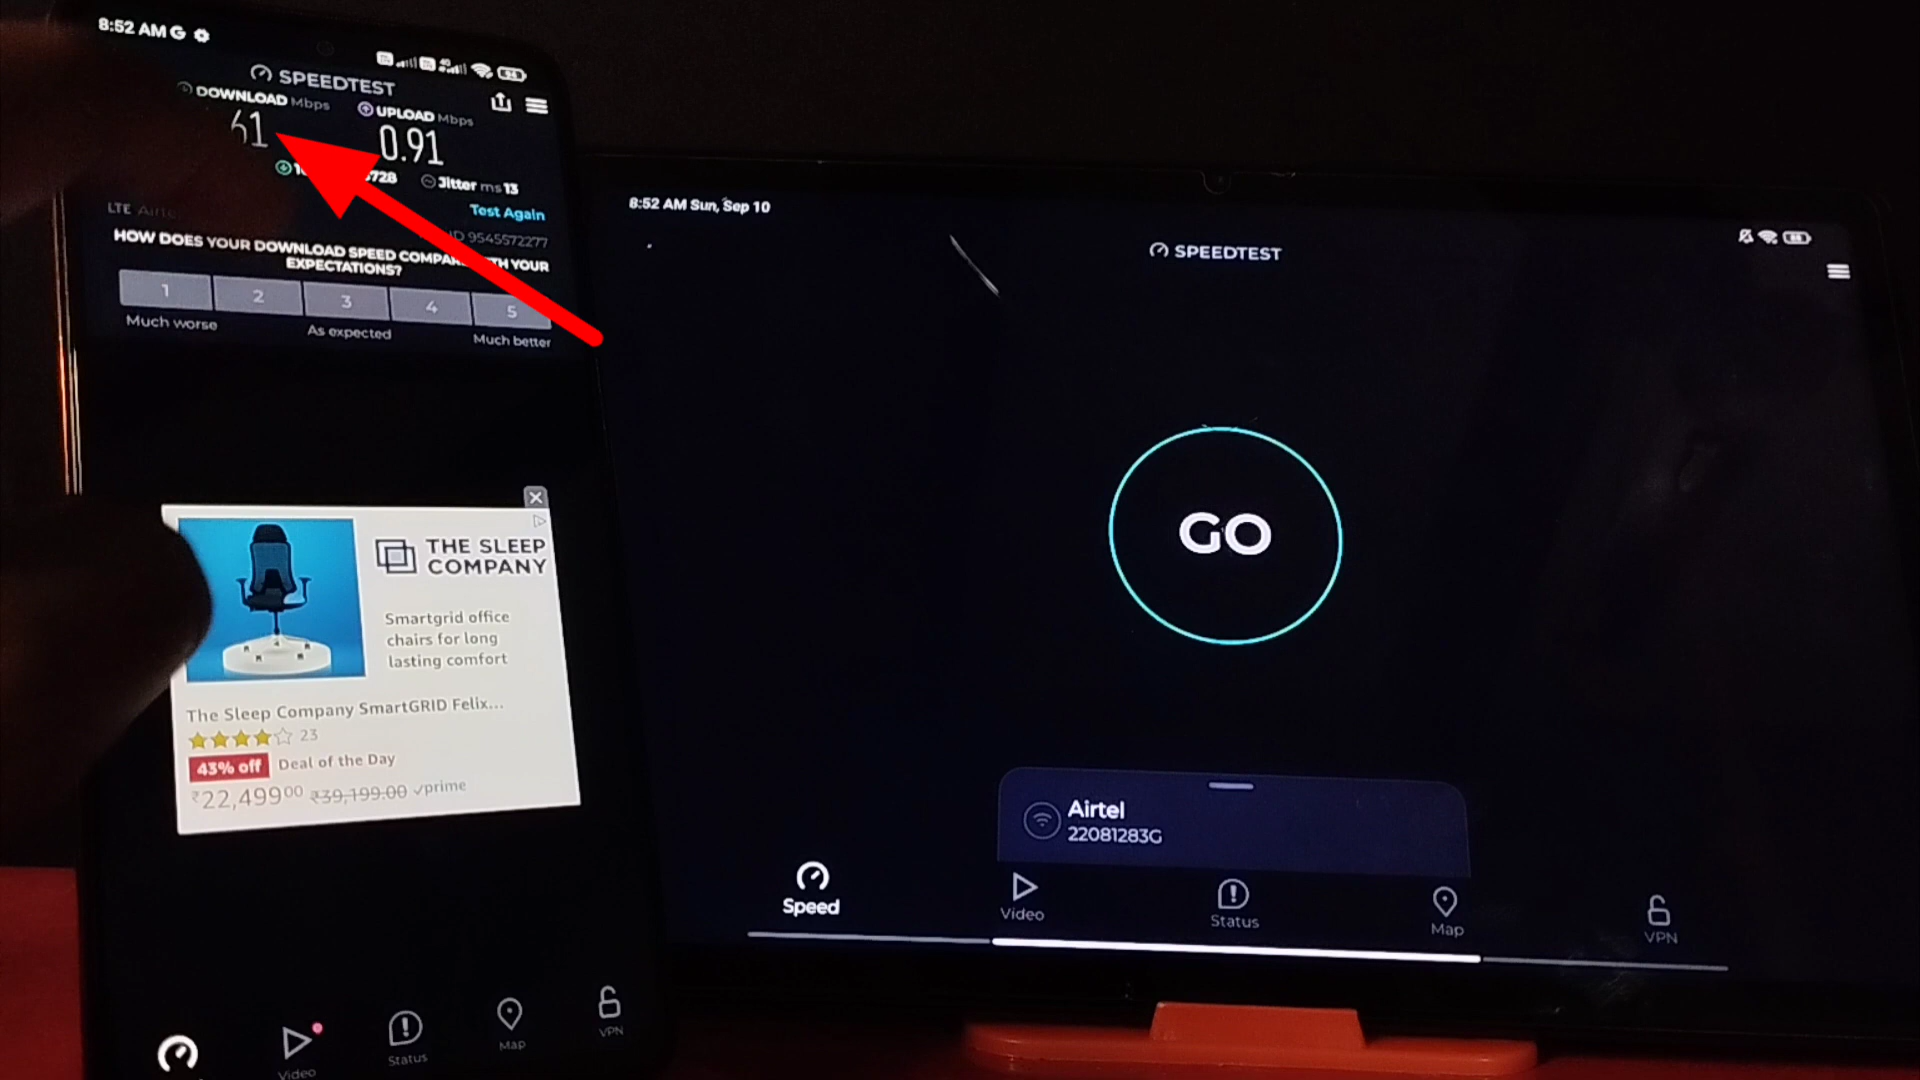 8:52 AM G
SPEEDTEST
DOWNLOAD Mbps
UPLOAD Mbps
61
0.91
Jitter ms 13
LTE
Test Again
ID 9545572277
HOW DOES YOUR DOWNLOAD SPEED COMPARE WITH YOUR
EXPECTATIONS?
1 2 3 4 5
Much worse As expected Much better
THE SLEEP
COMPANY
Smartgrid office
chairs for long
lasting comfort
The Sleep Company SmartGRID Felix...
23
43% off Deal of the Day
₹22,499⁰⁰ ₹39,199.00 ✓prime
Video
Status
Map
VPN
8:52 AM Sun, Sep 10
SPEEDTEST
GO
Airtel
22081283G
Speed
Video
Status
Map
VPN